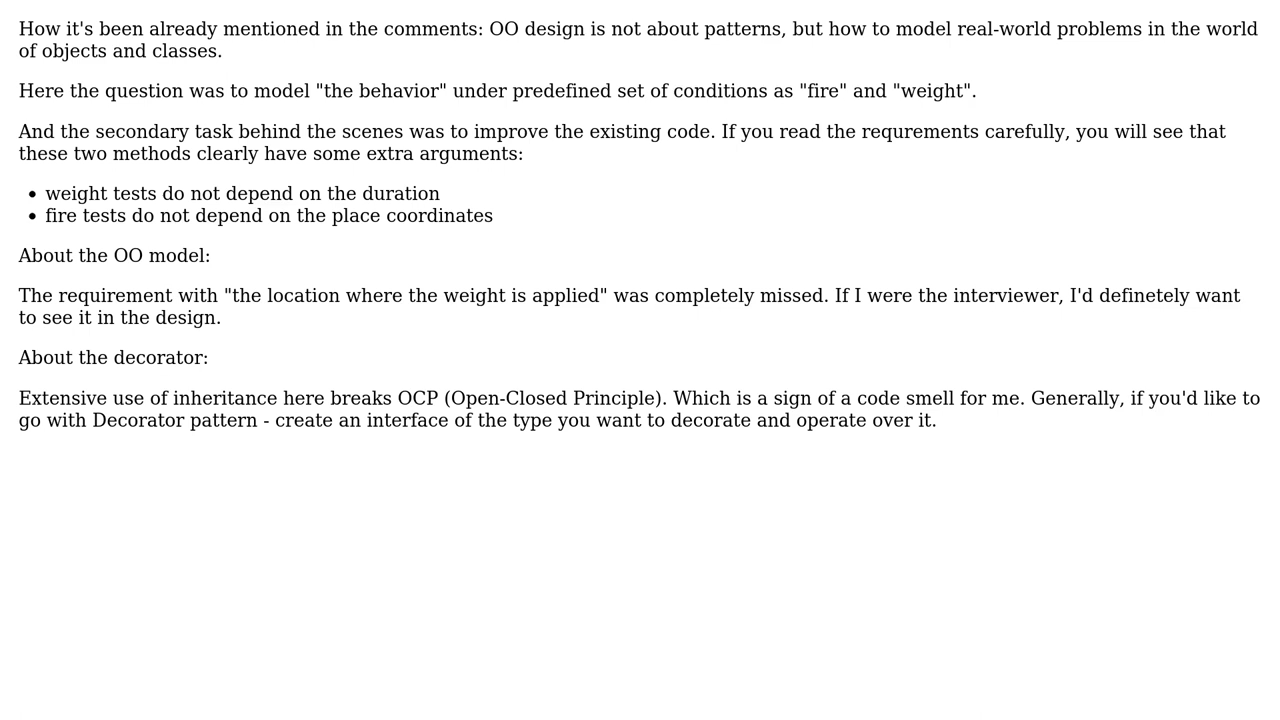 How it's been already mentioned in the comments: OO design is not about patterns, but how to model real-world problems in the world
of objects and classes.
Here the question was to model "the behavior" under predefined set of conditions as "fire" and "weight".
And the secondary task behind the scenes was to improve the existing code. If you read the requrements carefully, you will see that
these two methods clearly have some extra arguments:
• weight tests do not depend on the duration
• fire tests do not depend on the place coordinates
About the OO model:
The requirement with "the location where the weight is applied" was completely missed. If I were the interviewer, I'd definetely want
to see it in the design.
About the decorator:
Extensive use of inheritance here breaks OCP (Open-Closed Principle). Which is a sign of a code smell for me. Generally, if you'd like to
go with Decorator pattern - create an interface of the type you want to decorate and operate over it.